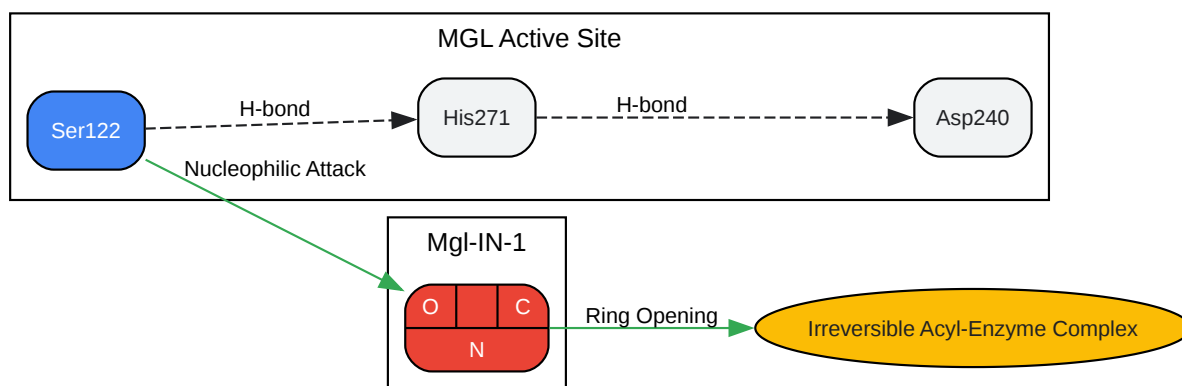 MGL Active Site
Ser122
H-bond
His271
H-bond
Asp240
Nucleophilic Attack
Mgl-IN-1
O
C
N
Ring Opening
Irreversible Acyl-Enzyme Complex